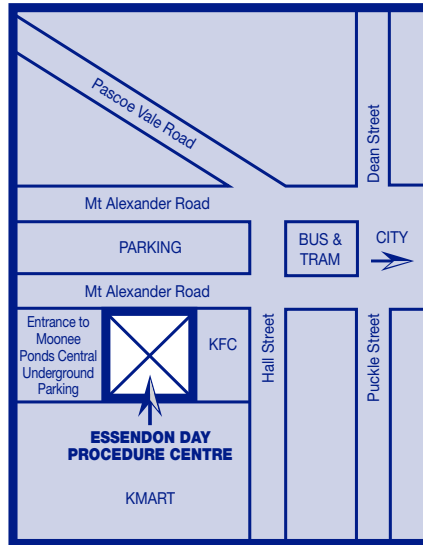 Pascoe Vale Road
Dean Street
Mt Alexander Road
PARKING
BUS &
TRAM
CITY
Mt Alexander Road
Entrance to
Moonee
Ponds Central
Underground
Parking
KFC
Hall Street
Puckle Street
ESSENDON DAY
PROCEDURE CENTRE
KMART